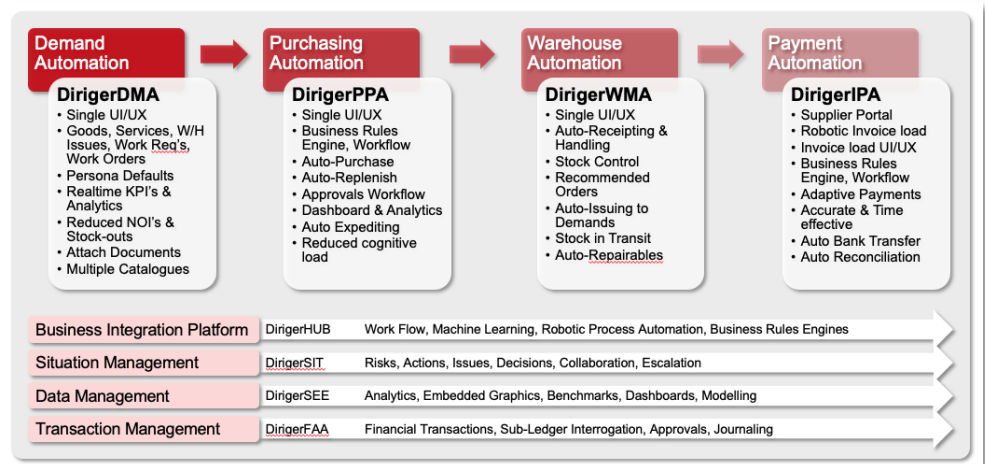 Demand
Automation
Purchasing
Automation
Warehouse
Automation
Payment
Automation
DirigerDMA
• Single UI/UX
• Goods, Services, W/H
Issues, Work Req's,
Work Orders
• Persona Defaults
• Realtime KPI's &
Analytics
• Reduced NOI's &
Stock-outs
• Attach Documents
• Multiple Catalogues
DirigerPPA
• Single UI/UX
• Business Rules
Engine, Workflow
• Auto-Purchase
• Auto-Replenish
• Approvals Workflow
• Dashboard & Analytics
• Auto Expediting
• Reduced cognitive
load
DirigerWMA
• Single UI/UX
• Auto-Receipting &
Handling
• Stock Control
• Recommended
Orders
• Auto-Issuing to
Demands
• Stock in Transit
• Auto-Repairables
DirigerIPA
• Supplier Portal
• Robotic Invoice load
• Invoice load UI/UX
• Business Rules
Engine, Workflow
• Adaptive Payments
• Accurate & Time
effective
• Auto Bank Transfer
• Auto Reconciliation
Business Integration Platform DirigerHUB Work Flow, Machine Learning, Robotic Process Automation, Business Rules Engines
Situation Management DirigerSIT Risks, Actions, Issues, Decisions, Collaboration, Escalation
Data Management DirigerSEE Analytics, Embedded Graphics, Benchmarks, Dashboards, Modelling
Transaction Management DirigerFAA Financial Transactions, Sub-Ledger Interrogation, Approvals, Journaling